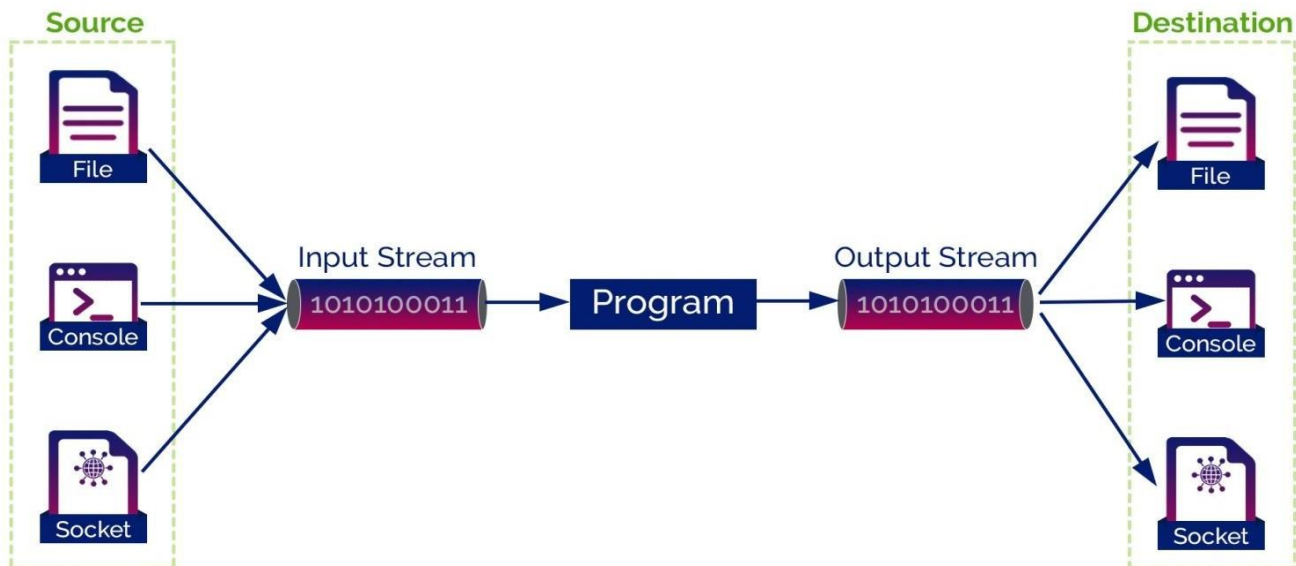 Source
Destination
File
Console
Socket
Input Stream
1010100011
Program
Output Stream
1010100011
File
Console
Socket